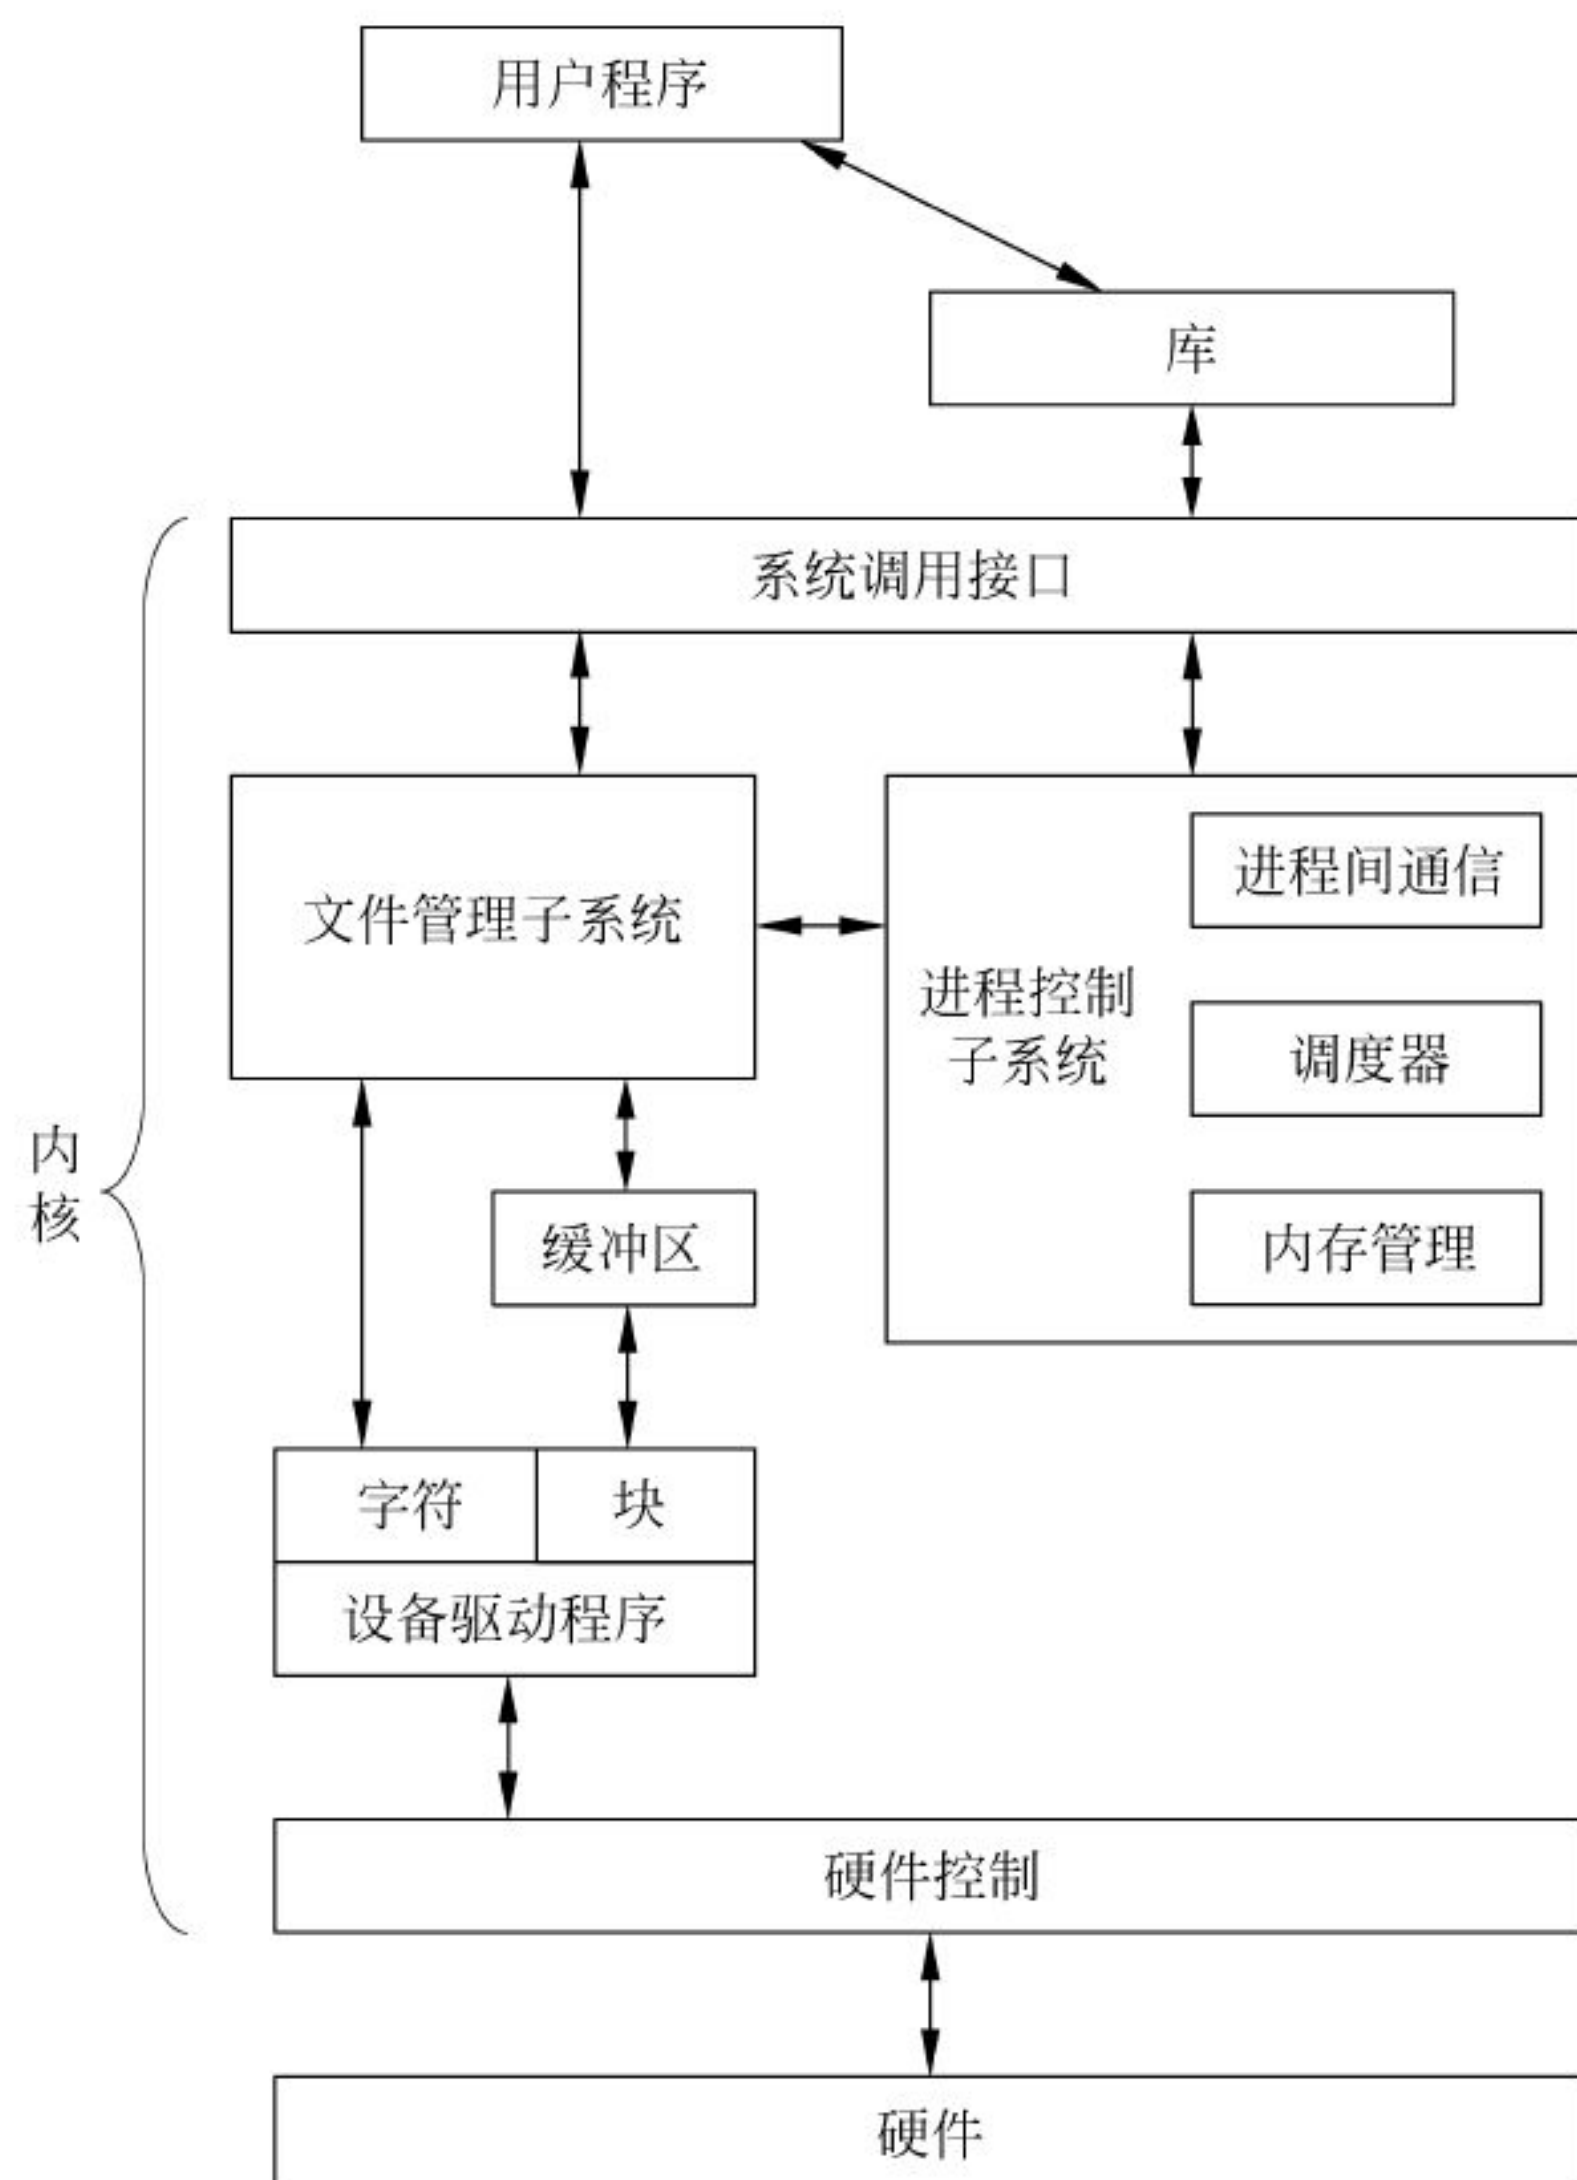 用户程序
库
系统调用接口
文件管理子系统
进程间通信
进程控制
子系统
调度器
内存管理
内
核
缓冲区
字符
块
设备驱动程序
硬件控制
硬件